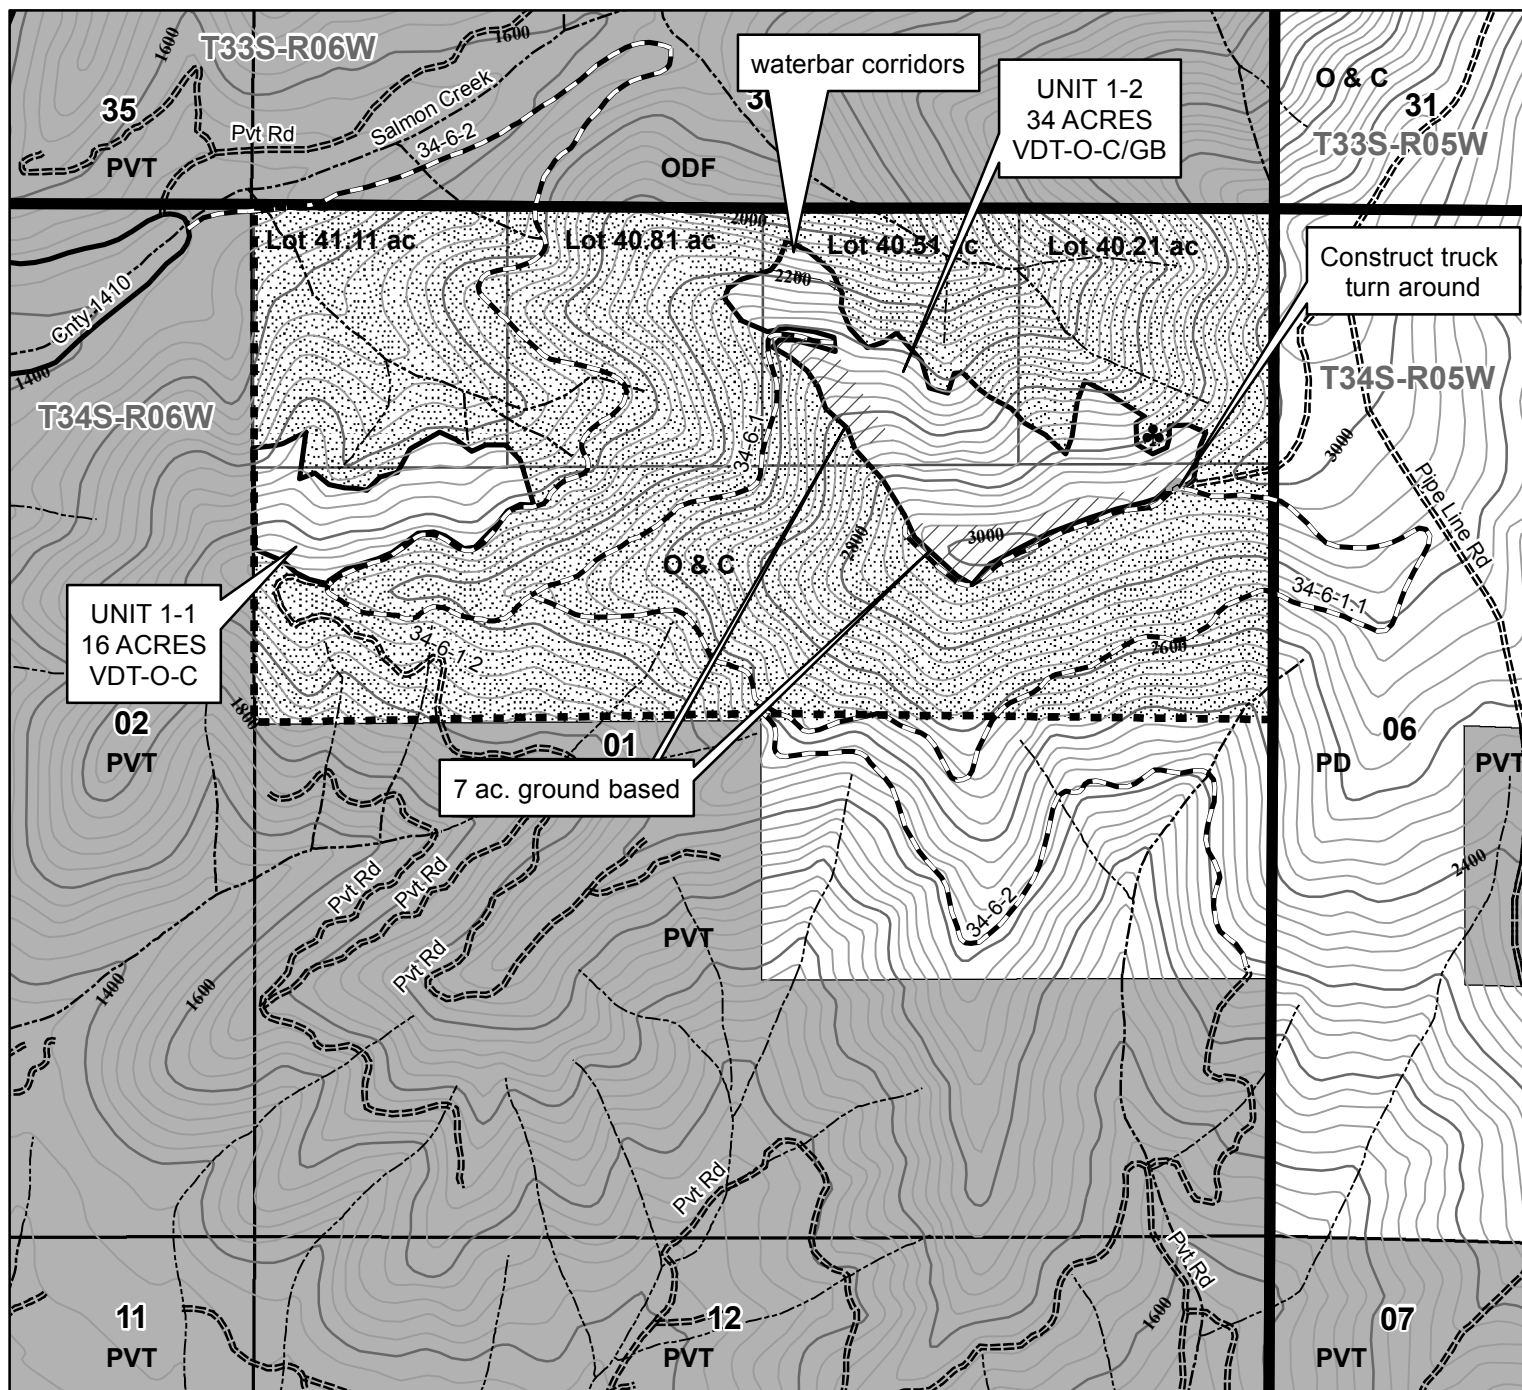 T33S-R06W
1600
1600
35
PVT
Pvt Rd
Salmon Creek
34-6-2
waterbar corridors
ODF
UNIT 1-2
34 ACRES
VDT-O-C/GB
O & C
31
T33S-R05W
Lot 41.11 ac
Lot 40.81 ac
2000
Lot 40.51 ac
Lot 40.21 ac
2200
Construct truck
turn around
Cnty 1410
1400
T34S-R06W
T34S-R05W
34-6-1
3000
Pipe Line Rd
2800
3000
O & C
34-6-1-1
UNIT 1-1
16 ACRES
VDT-O-C
34-6-1-2
2600
1800
02
PVT
01
06
PD
PVT
7 ac. ground based
2400
Pvt Rd
Pvt Rd
Pvt Rd
PVT
34-6-2
1400
1600
Pvt Rd
Pvt Rd
1600
11
PVT
12
PVT
07
PVT